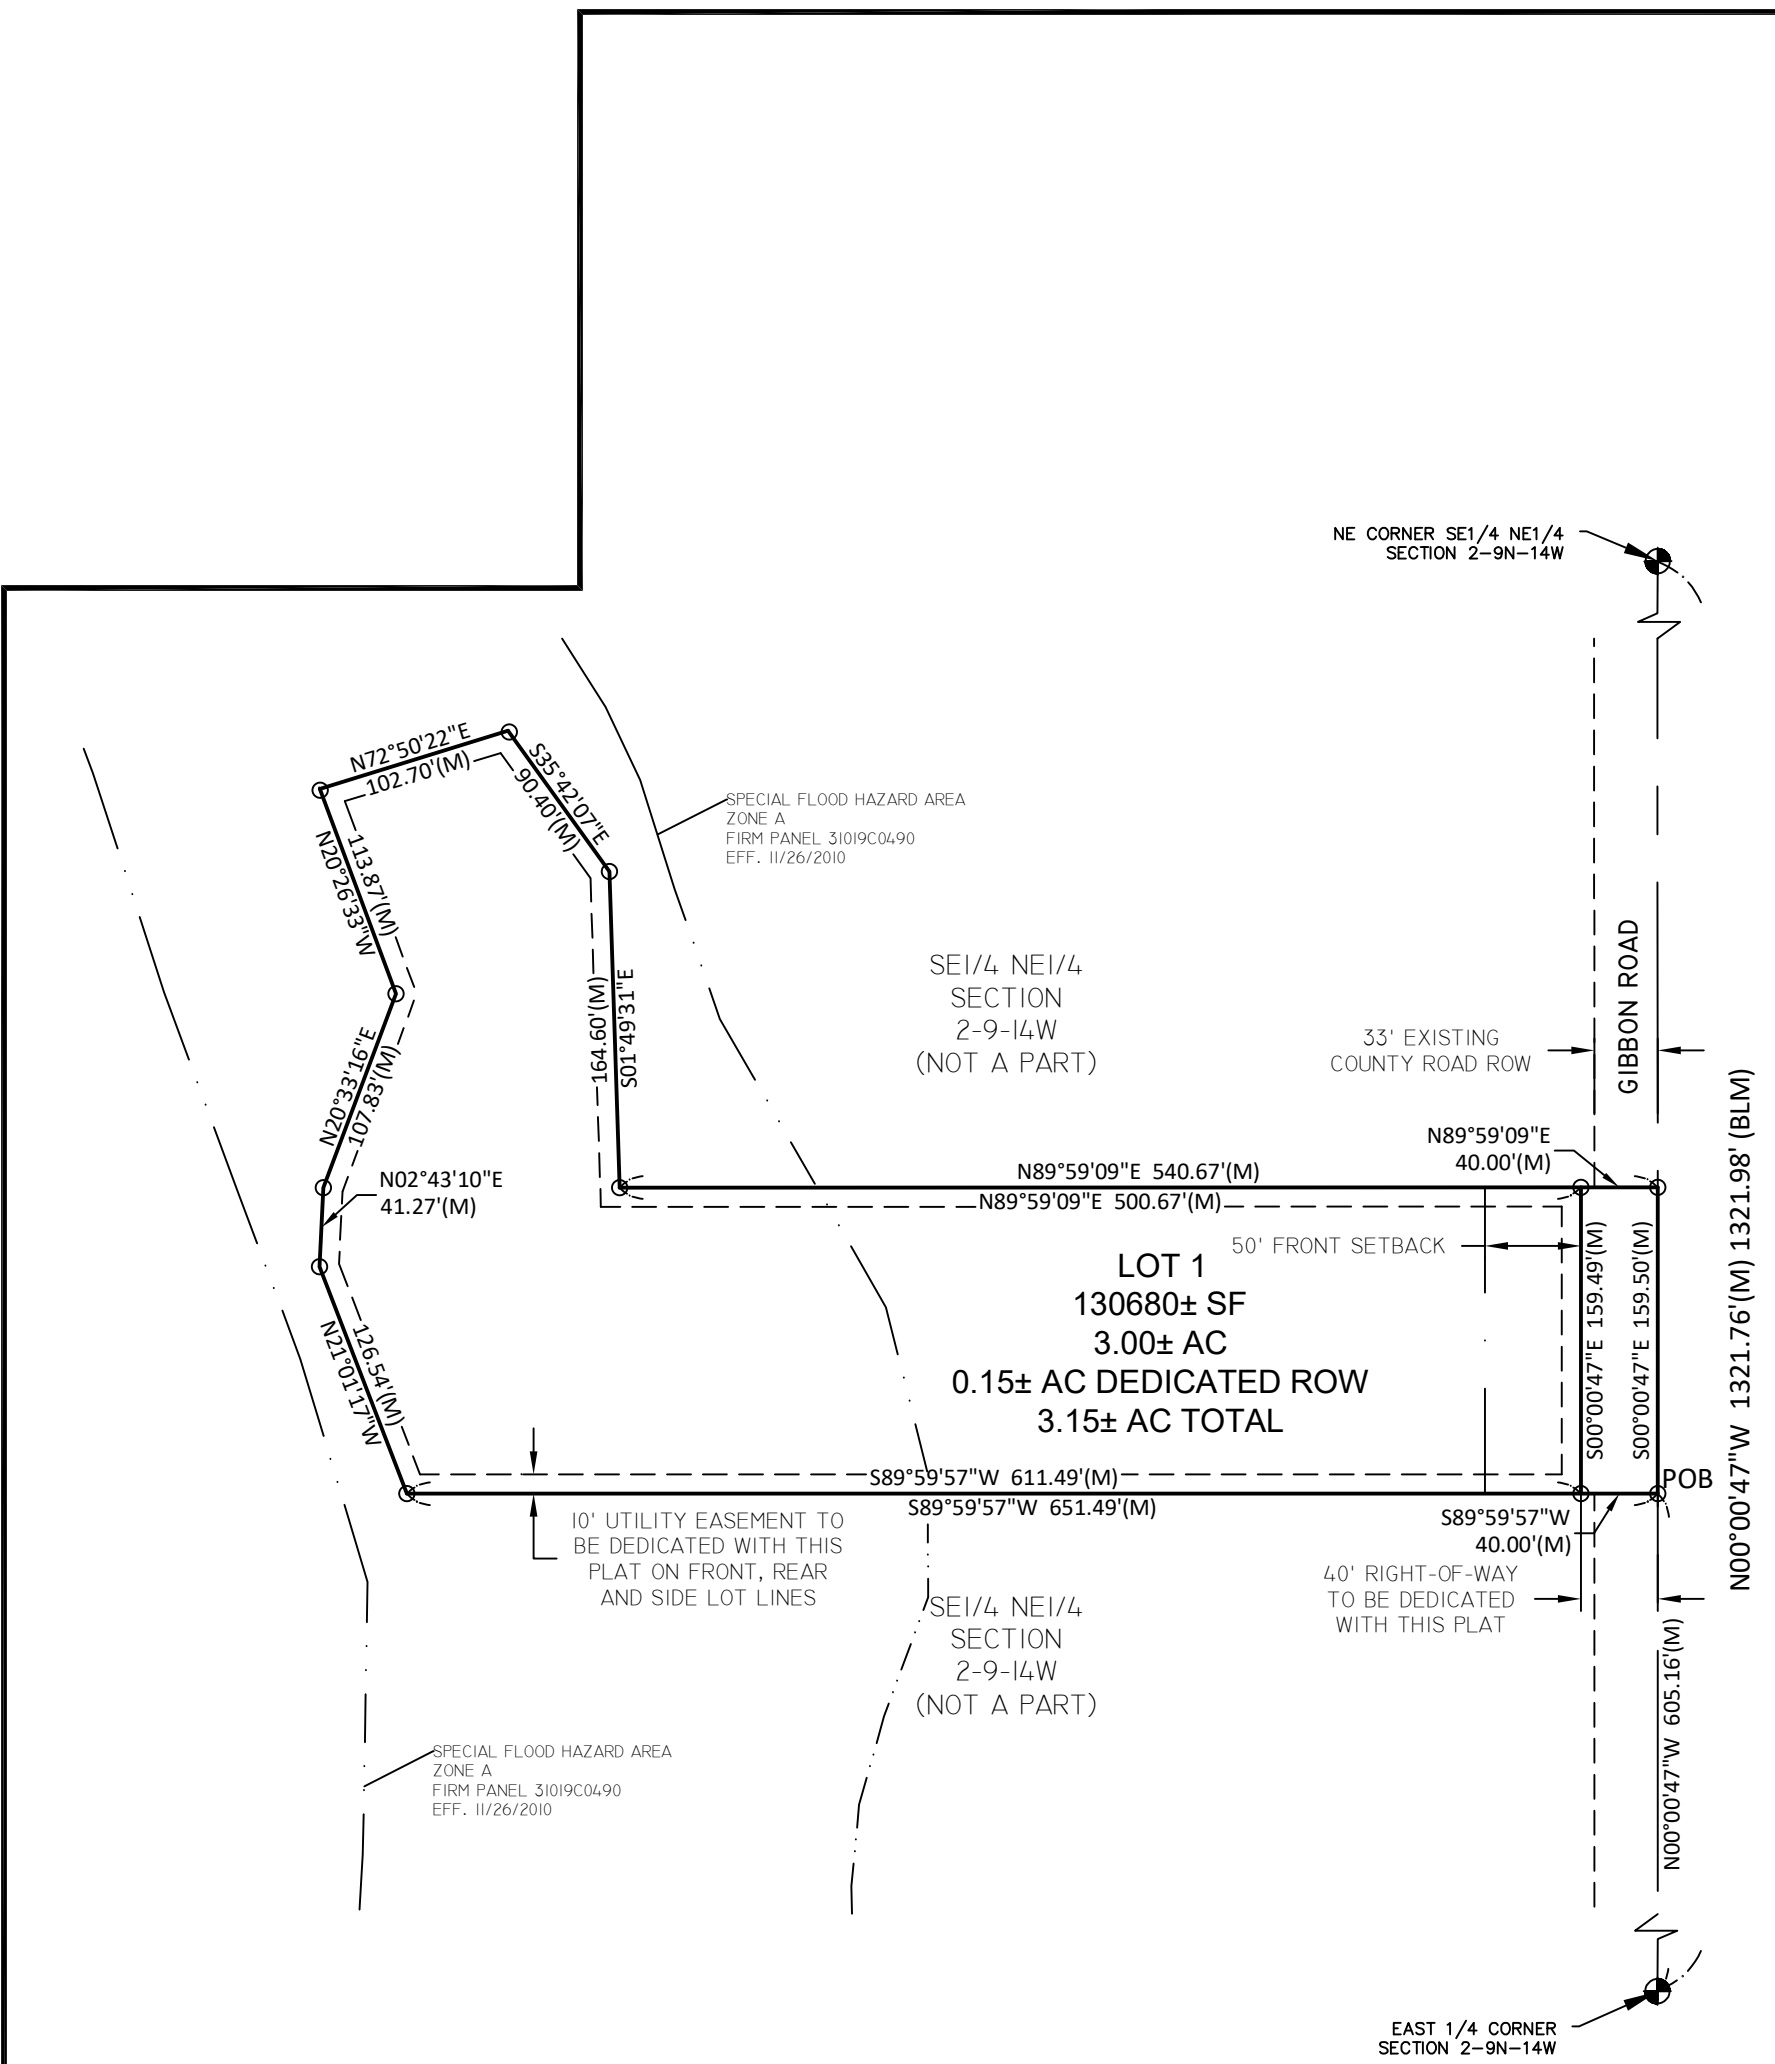 NE CORNER SE1/4 NE1/4
SECTION 2-9N-14W
N72°50'22"E
102.70'(M)
S35°42'07"E
90.40'(M)
SPECIAL FLOOD HAZARD AREA
ZONE A
FIRM PANEL 31019C0490
EFF. 11/26/2010
113.87'(M)
N20°26'33"W
SE1/4 NE1/4
SECTION
2-9-14W
(NOT A PART)
GIBBON ROAD
33' EXISTING
COUNTY ROAD ROW
164.60'(M)
S01°49'31"E
N20°33'16"E
107.83'(M)
N02°43'10"E
41.27'(M)
N89°59'09"E
40.00'(M)
N89°59'09"E 540.67'(M)
N89°59'09"E 500.67'(M)
50' FRONT SETBACK
LOT 1
130680± SF
3.00± AC
0.15± AC DEDICATED ROW
3.15± AC TOTAL
S00°00'47"E 159.49'(M)
S00°00'47"E 159.50'(M)
N00°00'47"W 1321.76'(M) 1321.98' (BLM)
126.54'(M)
N21°01'17"W
S89°59'57"W 611.49'(M)
S89°59'57"W 651.49'(M)
POB
S89°59'57"W
40.00'(M)
10' UTILITY EASEMENT TO
BE DEDICATED WITH THIS
PLAT ON FRONT, REAR
AND SIDE LOT LINES
40' RIGHT-OF-WAY
TO BE DEDICATED
WITH THIS PLAT
SE1/4 NE1/4
SECTION
2-9-14W
(NOT A PART)
N00°00'47"W 605.16'(M)
SPECIAL FLOOD HAZARD AREA
ZONE A
FIRM PANEL 31019C0490
EFF. 11/26/2010
EAST 1/4 CORNER
SECTION 2-9N-14W